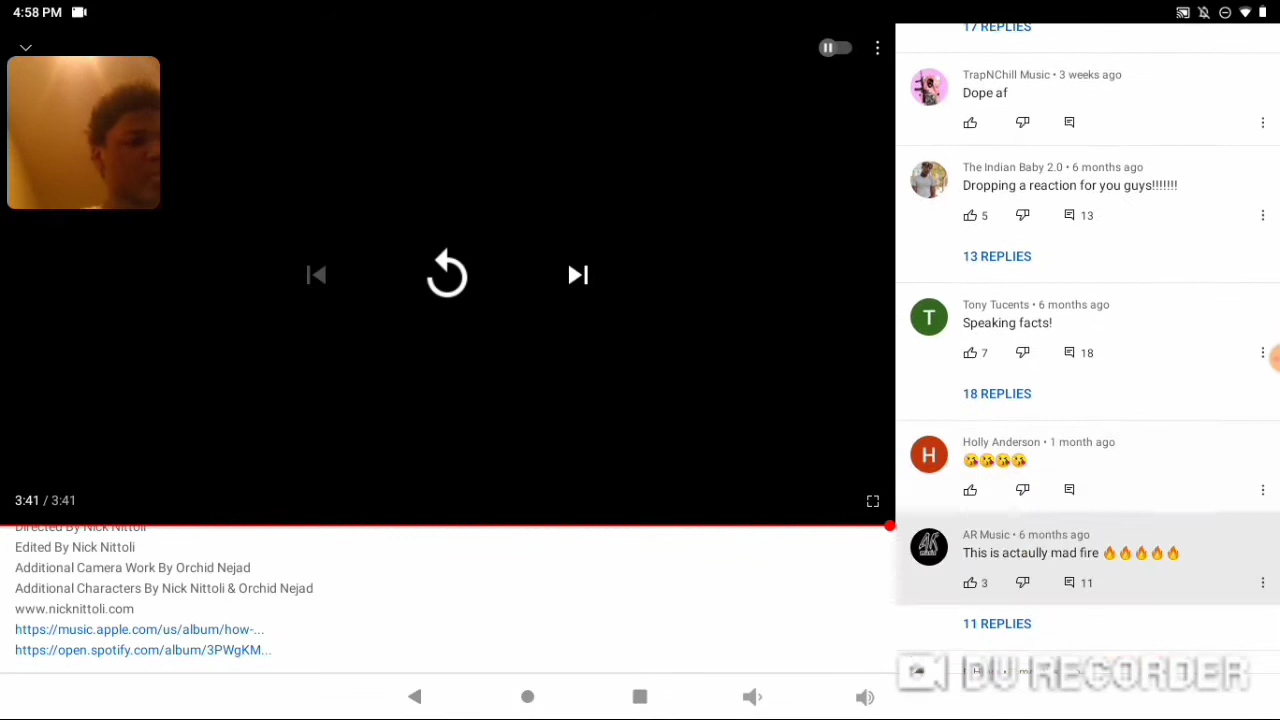 4:58 PM
3:41 / 3:41
Directed By Nick Nittoli
Edited By Nick Nittoli
Additional Camera Work By Orchid Nejad
Additional Characters By Nick Nittoli & Orchid Nejad
www.nicknittoli.com
https://music.apple.com/us/album/how-...
https://open.spotify.com/album/3PWgKM...
17 REPLIES
TrapNChill Music • 3 weeks ago
Dope af
The Indian Baby 2.0 • 6 months ago
Dropping a reaction for you guys!!!!!!!
5 13
13 REPLIES
Tony Tucents • 6 months ago
Speaking facts!
T
7 18
18 REPLIES
Holly Anderson • 1 month ago
H
😘😘😘😘
AR Music • 6 months ago
This is actaully mad fire 🔥🔥🔥🔥🔥
3 11
11 REPLIES
DU RECORDER